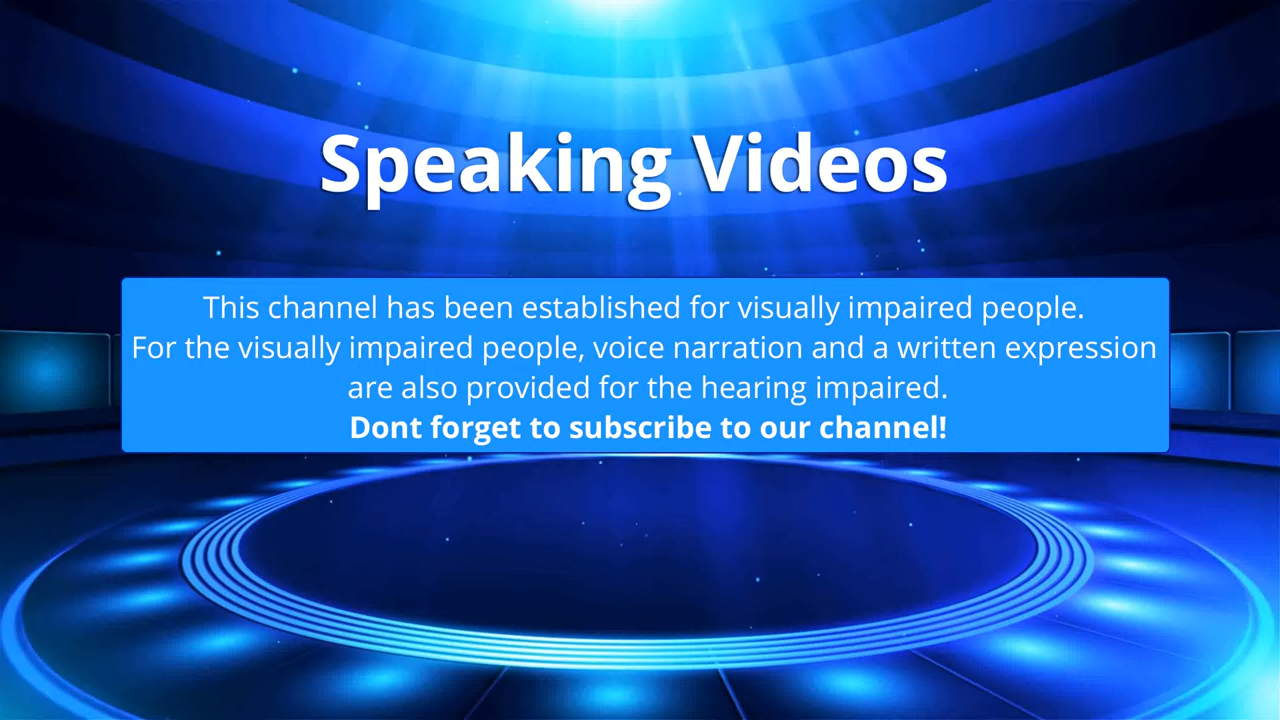 Speaking Videos
This channel has been established for visually impaired people.
For the visually impaired people, voice narration and a written expression
are also provided for the hearing impaired.
Dont forget to subscribe to our channel!